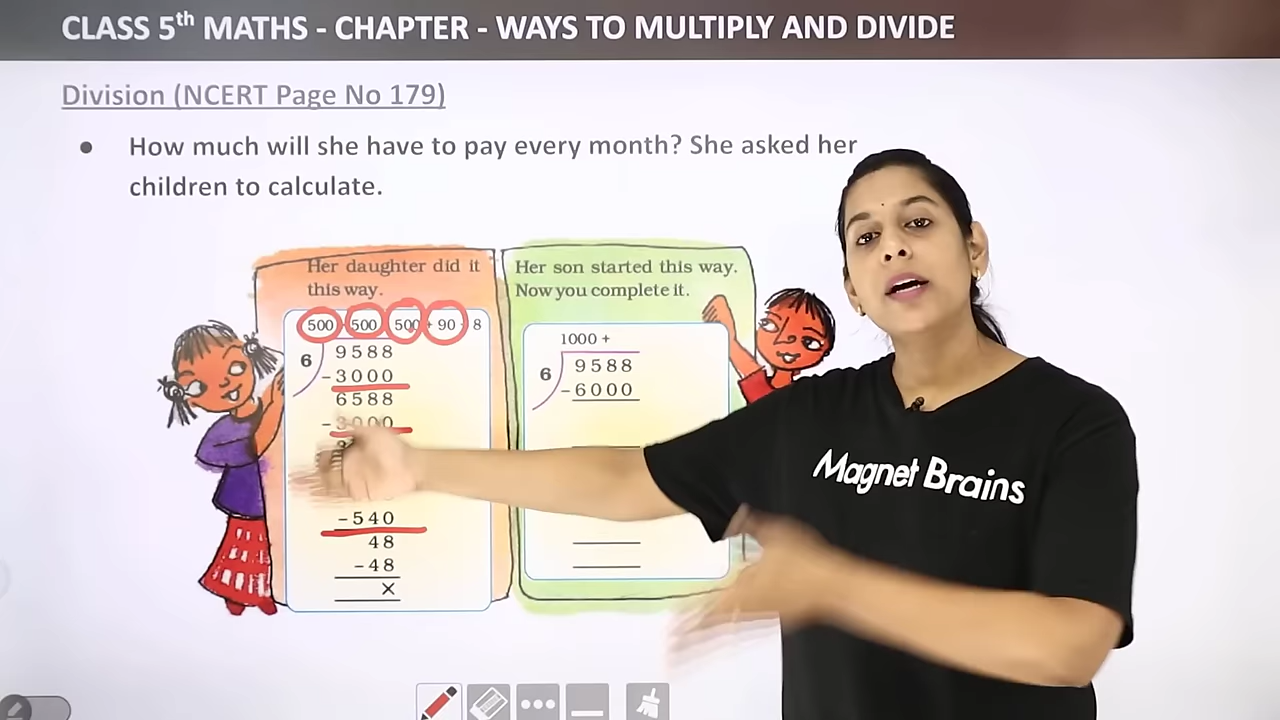 CLASS 5th MATHS - CHAPTER - WAYS TO MULTIPLY AND DIVIDE
Division (NCERT Page No 179)
● How much will she have to pay every month? She asked her
children to calculate.
Her daughter did it
this way.
500 500 500 + 90 8
6 9588
-3000
6588
-3000
-540
48
-48
×
Her son started this way.
Now you complete it.
1000 +
6 9588
-6000
Magnet Brains